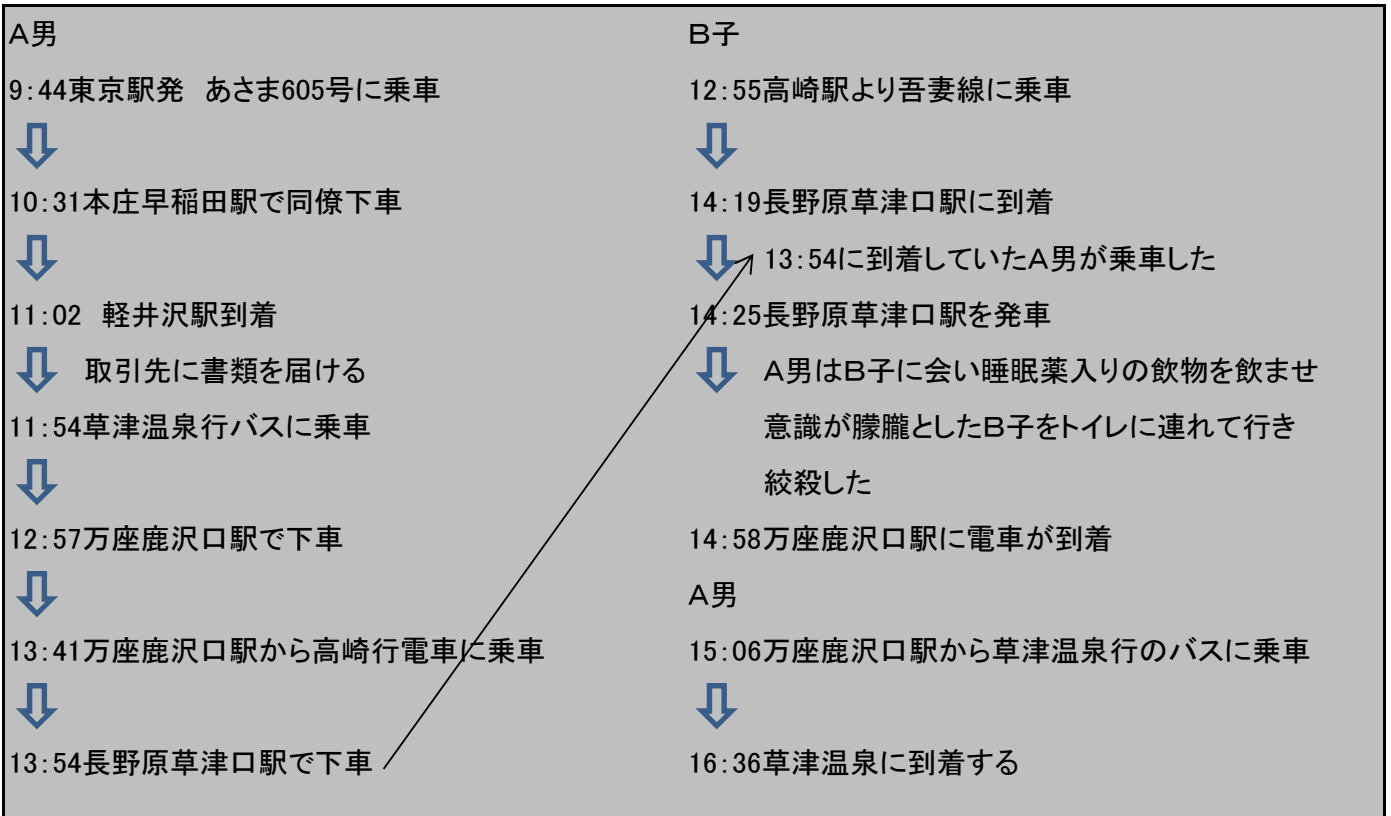 A男
9:44東京駅発 あさま605号に乗車
10:31本庄早稲田駅で同僚下車
11:02 軽井沢駅到着
取引先に書類を届ける
11:54草津温泉行バスに乗車
12:57万座鹿沢口駅で下車
13:41万座鹿沢口駅から高崎行電車に乗車
13:54長野原草津口駅で下車
B子
12:55高崎駅より吾妻線に乗車
14:19長野原草津口駅に到着
13:54に到着していたA男が乗車した
14:25長野原草津口駅を発車
A男はB子に会い睡眠薬入りの飲物を飲ませ
意識が朦朧としたB子をトイレに連れて行き
絞殺した
14:58万座鹿沢口駅に電車が到着
A男
15:06万座鹿沢口駅から草津温泉行のバスに乗車
16:36草津温泉に到着する